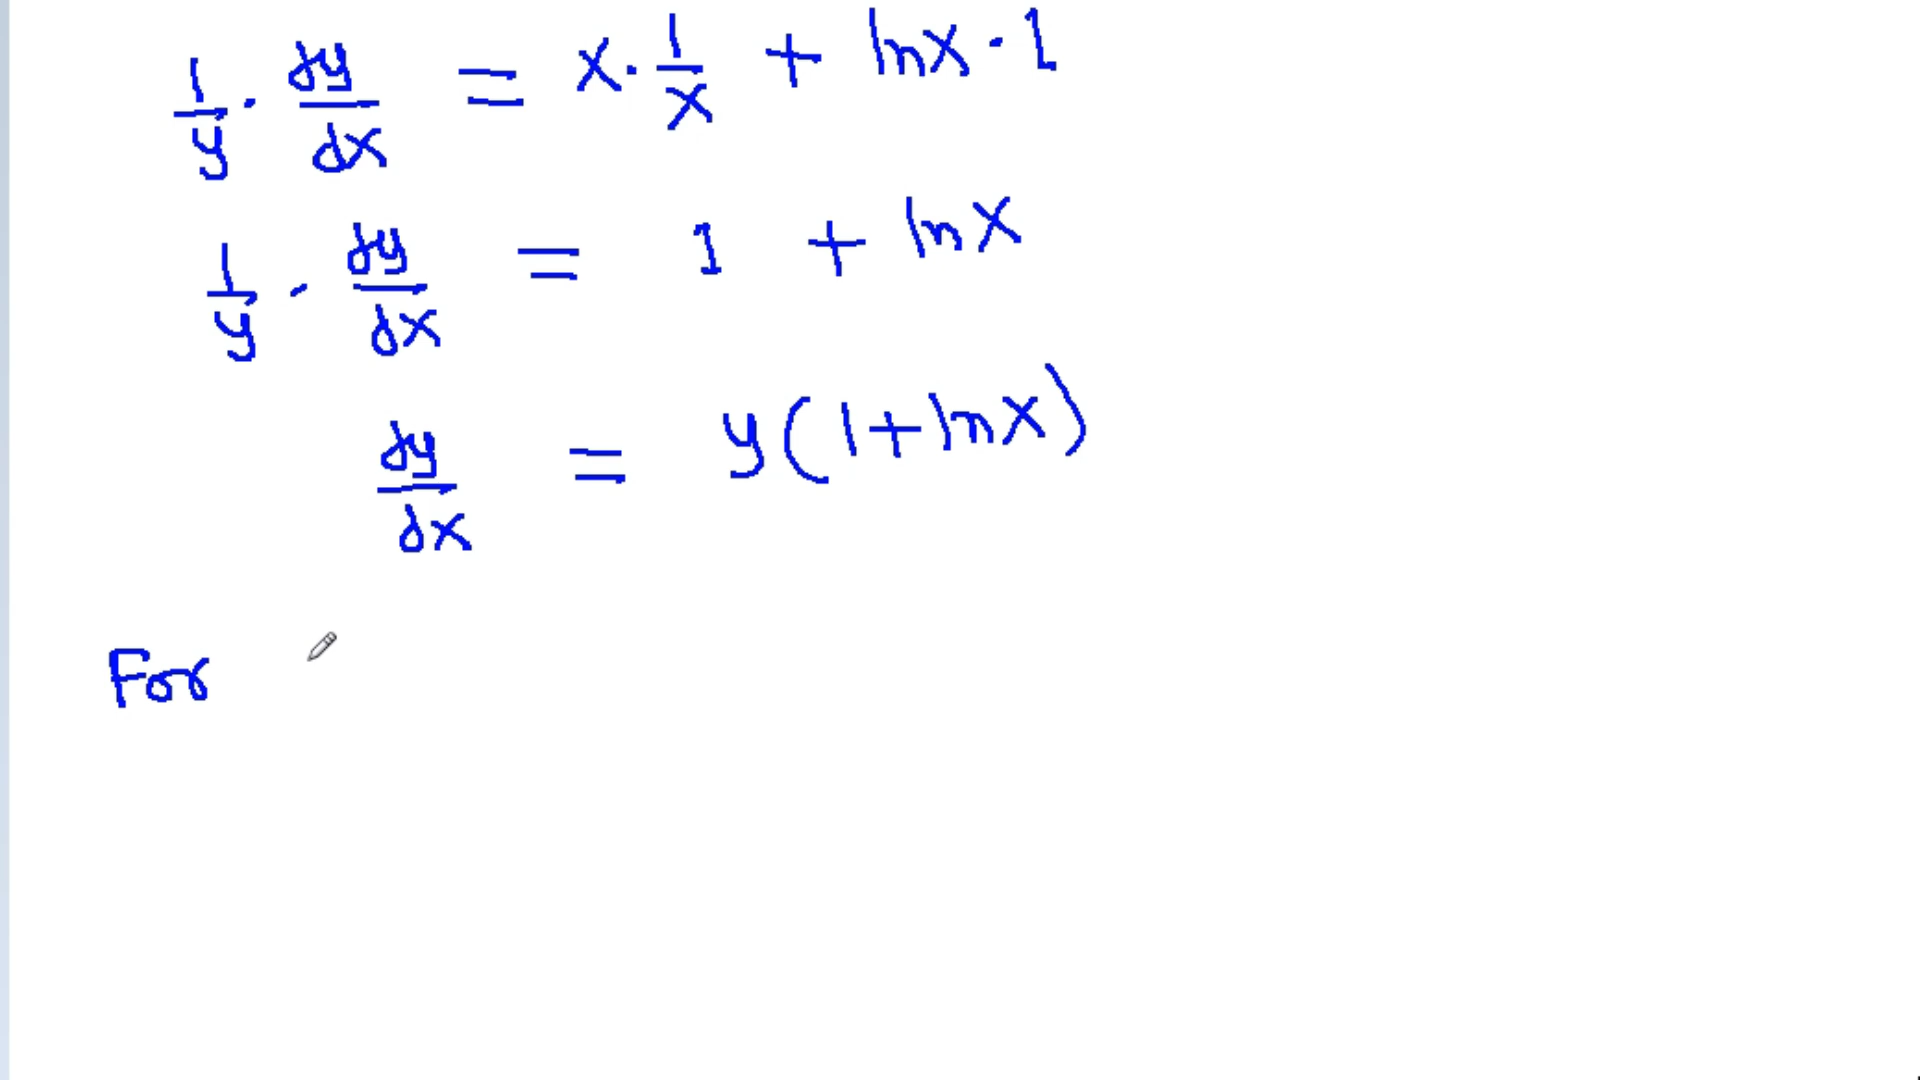 1/y · dy/dx = x · 1/x + lnx · 1
1/y · dy/dx = 1 + lnx
dy/dx = y(1+lnx)
For